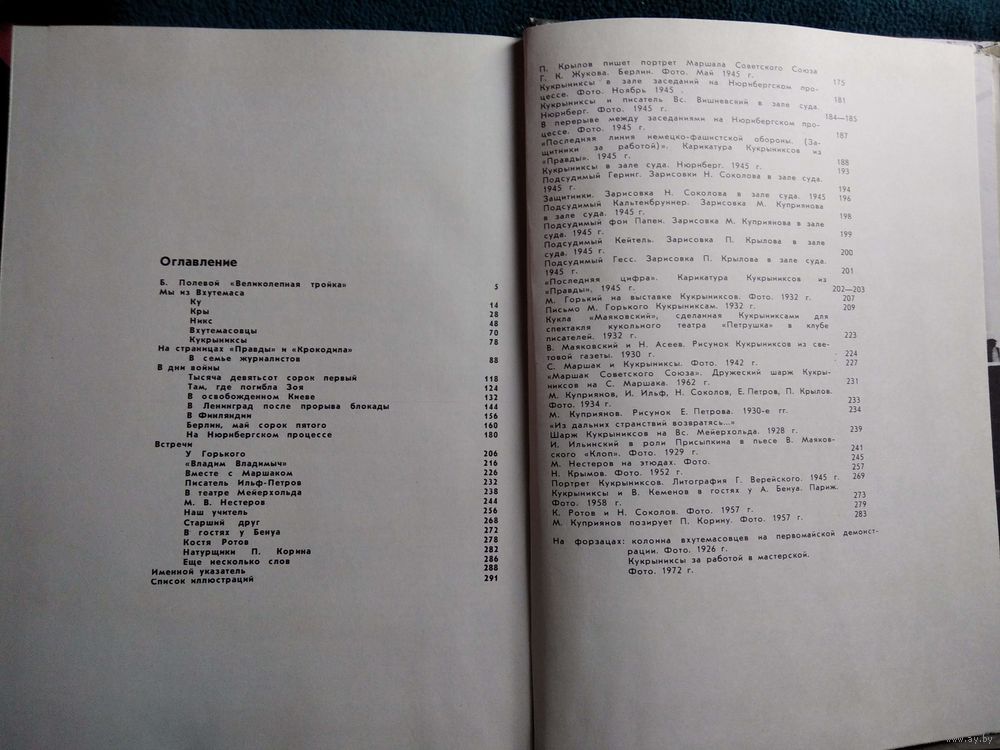 Оглавление
Б. Полевой «Великолепная тройка» 5
Мы из Вхутемаса
Ку 14
Кры 28
Никс 48
Вхутемасовцы 70
Кукрыниксы 78
На страницах «Правды» и «Крокодила»
В семье журналистов 88
В дни войны
Тысяча девятьсот сорок первый 118
Там, где погибла Зоя 124
В освобожденном Киеве 132
В Ленинград после прорыва блокады 144
В Финляндии 156
Берлин, май сорок пятого 160
На Нюрнбергском процессе 180
Встречи
У Горького 206
«Владим Владимыч» 216
Вместе с Маршаком 226
Писатель Ильф-Петров 232
В театре Мейерхольда 238
М. В. Нестеров 244
Наш учитель 256
Старший друг 268
В гостях у Бенуа 272
Костя Ротов 278
Натурщики П. Корина 282
Еще несколько слов 286
Именной указатель 288
Список иллюстраций 291
П. Крылов пишет портрет Маршала Советского Союза
Г. К. Жукова. Берлин. Фото. Май 1945 г. 175
Кукрыниксы в зале заседаний на Нюрнбергском про-
цессе. Фото. Ноябрь 1945 . 181
Кукрыниксы и писатель Вс. Вишневский в зале суда.
Нюрнберг. Фото. 1945 г. 184—185
В перерыве между заседаниями на Нюрнбергском про-
цессе. Фото. 1945 г. 187
«Последняя линия немецко-фашистской обороны. (За-
щитники за работой)». Карикатура Кукрыниксов из
«Правды». 1945 г. 188
Кукрыниксы в зале суда. Нюрнберг. 1945 г. 193
Подсудимый Геринг. Зарисовки Н. Соколова в зале суда.
1945 г. 194
Защитники. Зарисовка Н. Соколова в зале суда. 1945 196
Подсудимый Кальтенбруннер. Зарисовка М. Куприянова
в зале суда. 1945 г. 198
Подсудимый фон Папен. Зарисовка М. Куприянова в зале
суда. 1945 г. 199
Подсудимый Кейтель. Зарисовка П. Крылова в зале
суда. 1945 г. 200
Подсудимый Гесс. Зарисовка П. Крылова в зале суда.
1945 г. 201
«Последняя цифра». Карикатура Кукрыниксов из
«Правды», 1945 г. 202—203
М. Горький на выставке Кукрыниксов. Фото. 1932 г. 207
Письмо М. Горького Кукрыниксам. 1932 г. 209
Кукла «Маяковский», сделанная Кукрыниксами для
спектакля кукольного театра «Петрушка» в клубе
писателей. 1932 г. 223
В. Маяковский и Н. Асеев. Рисунок Кукрыниксов из све-
товой газеты. 1930 г. 224
С. Маршак и Кукрыниксы. Фото. 1942 г. 227
«Маршак Советского Союза». Дружеский шарж Кукры-
никсов на С. Маршака. 1962 г. 231
М. Куприянов, И. Ильф, Н. Соколов, Е. Петров, П. Крылов.
Фото. 1934 г. 233
М. Куприянов. Рисунок Е. Петрова. 1930-е гг. 234
«Из дальних странствий возвратясь...»
Шарж Кукрыниксов на Вс. Мейерхольда. 1928 г. 239
И. Ильинский в роли Присыпкина в пьесе В. Маяков-
ского «Клоп». Фото. 1929 г. 241
М. Нестеров на этюдах. Фото. 245
Н. Крымов. Фото. 1952 г. 257
Портрет Кукрыниксов. Литография Г. Верейского. 1945 г. 269
Кукрыниксы и В. Кеменов в гостях у А. Бенуа. Париж.
Фото. 1958 г. 273
К. Ротов и Н. Соколов. Фото. 1957 г. 279
М. Куприянов позирует П. Корину. Фото. 1957 г. 283
На форзацах: колонна вхутемасовцев на первомайской демонст-
рации. Фото. 1926 г.
Кукрыниксы за работой в мастерской.
Фото. 1972 г.
www.ay.by